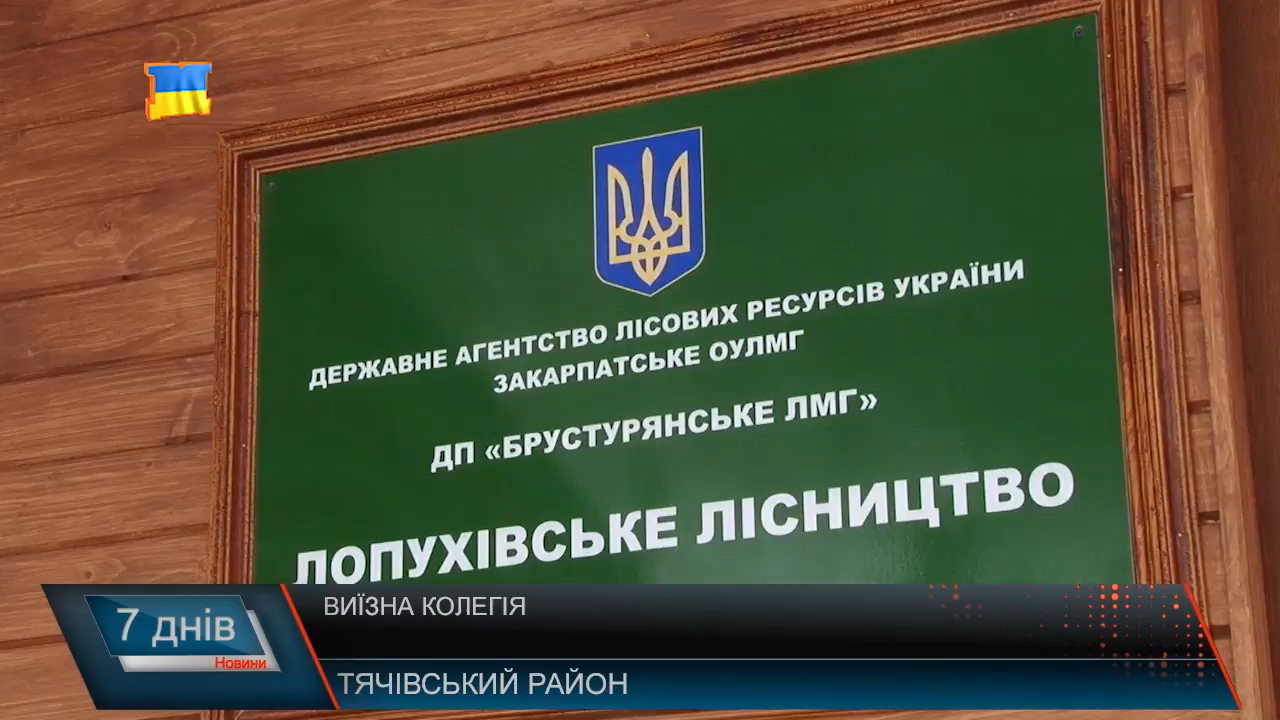 ДЕРЖАВНЕ АГЕНТСТВО ЛІСОВИХ РЕСУРСІВ УКРАЇНИ
ЗАКАРПАТСЬКЕ ОУЛМГ
ДП «БРУСТУРЯНСЬКЕ ЛМГ»
ЛОПУХІВСЬКЕ ЛІСНИЦТВО
7 днів
Новини
ВИЇЗНА КОЛЕГІЯ
ТЯЧІВСЬКИЙ РАЙОН